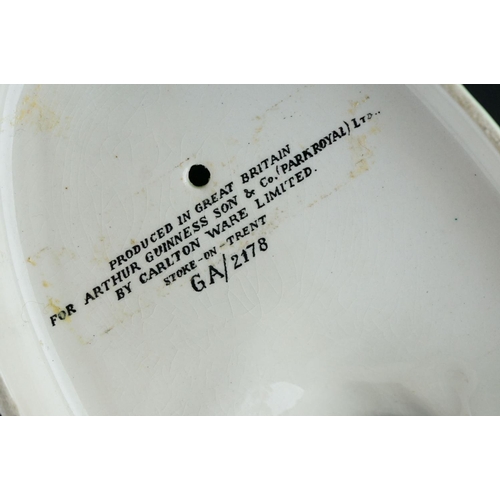 PRODUCED IN GREAT BRITAIN
FOR ARTHUR GUINNESS SON & Co. (PARK ROYAL) LTD..
BY CARLTON WARE LIMITED.
STOKE-ON-TRENT
GA/2178